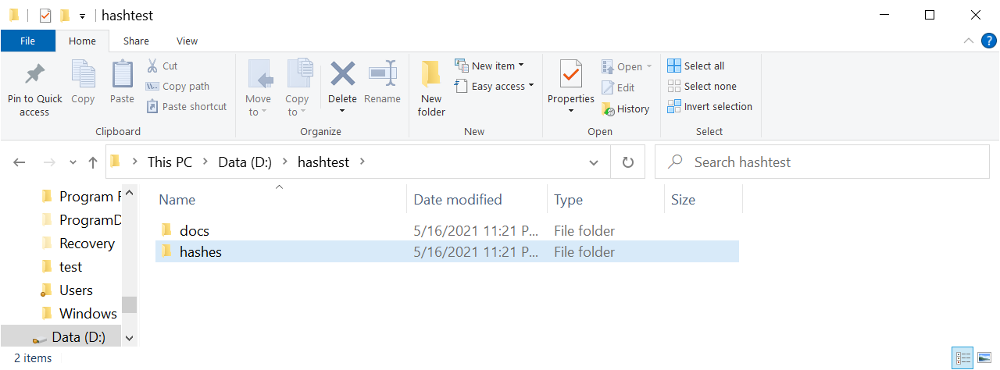 hashtest
File Home Share View
Pin to Quick access
Copy
Paste
Cut
Copy path
Paste shortcut
Clipboard
Move to
Copy to
Delete
Rename
Organize
New folder
New item
Easy access
New
Properties
Open
Edit
History
Open
Select all
Select none
Invert selection
Select
This PC Data (D:) hashtest
Search hashtest
Program F
ProgramD
Recovery
test
Users
Windows
Data (D:)
Name Date modified Type Size
docs 5/16/2021 11:21 P... File folder
hashes 5/16/2021 11:21 P... File folder
2 items